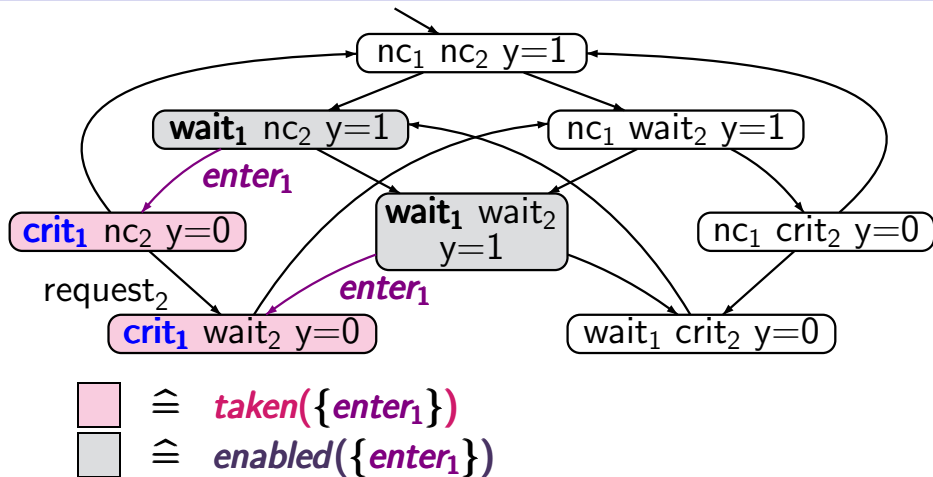 nc₁ nc₂ y=1
wait₁ nc₂ y=1
nc₁ wait₂ y=1
enter₁
crit₁ nc₂ y=0
wait₁ wait₂
y=1
nc₁ crit₂ y=0
request₂
enter₁
crit₁ wait₂ y=0
wait₁ crit₂ y=0
≙ taken({enter₁})
≙ enabled({enter₁})